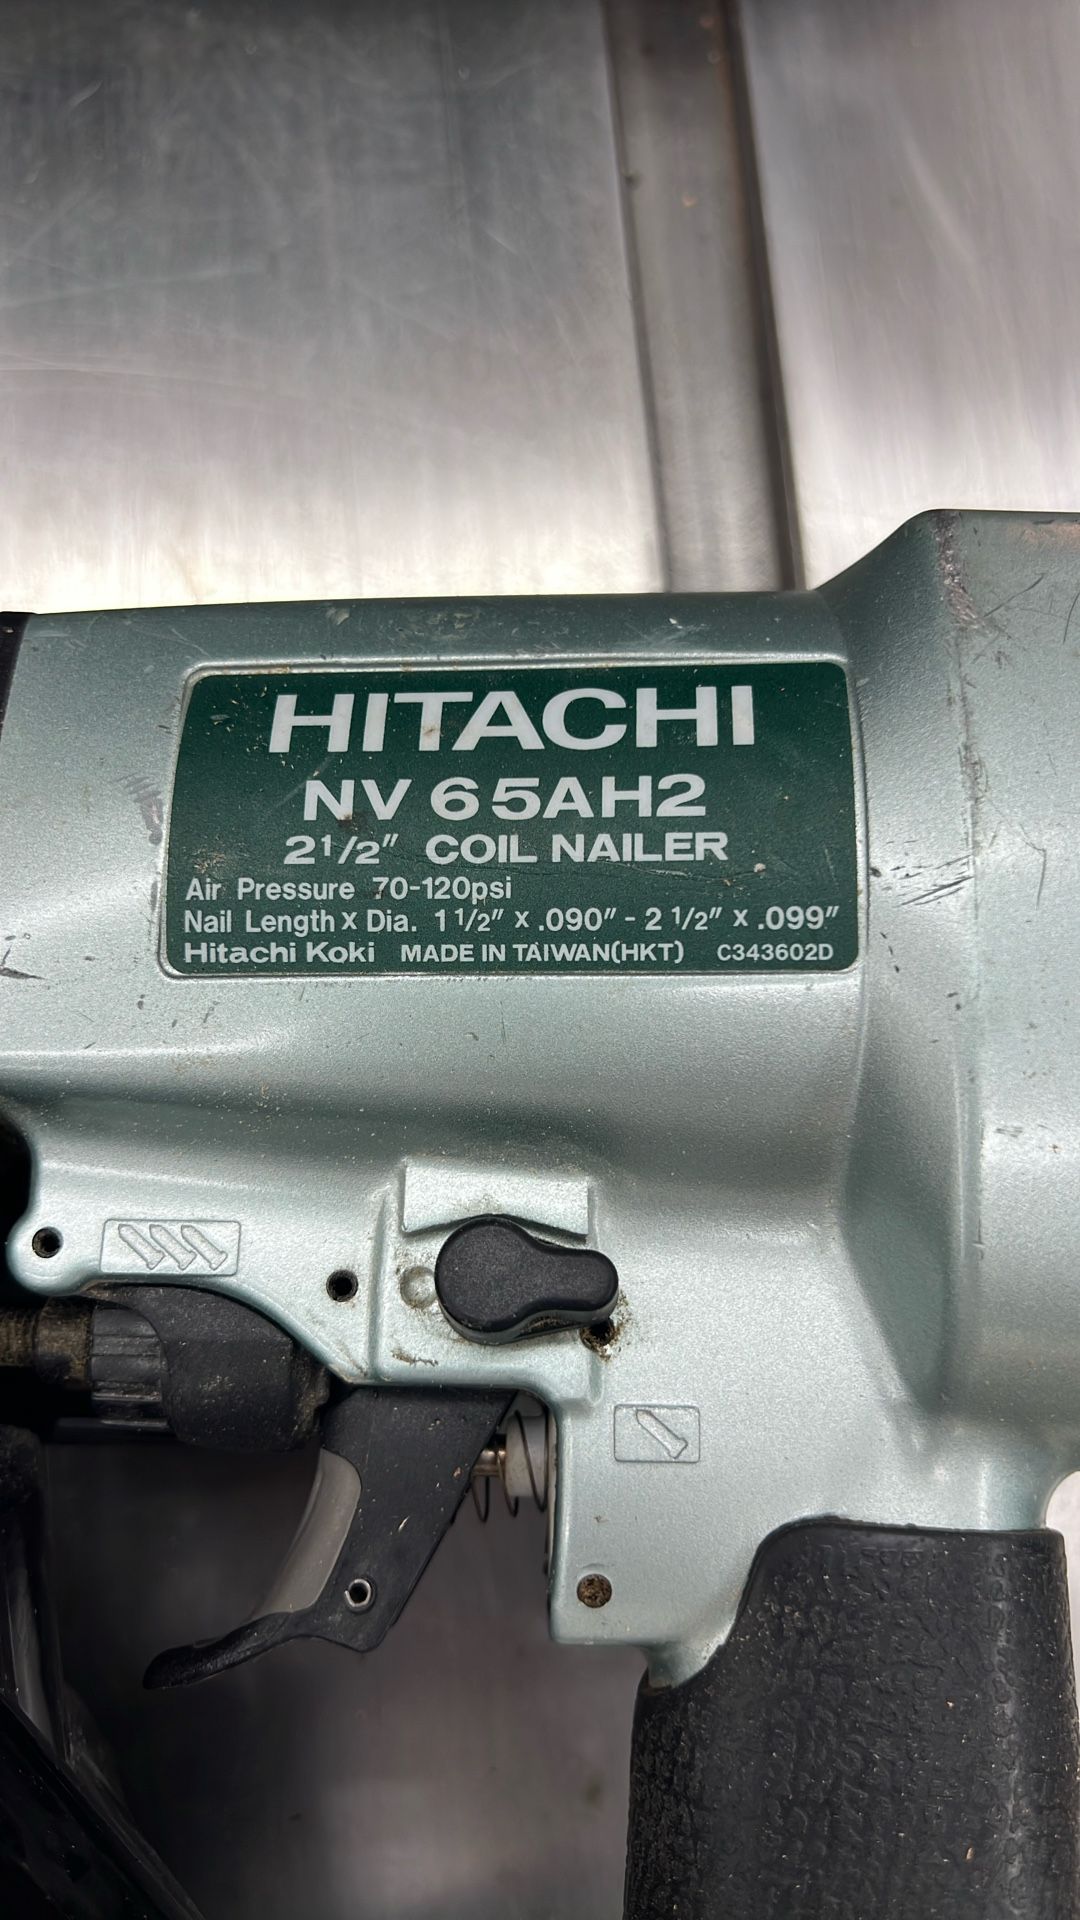 HITACHI
NV 65AH2
2 1/2" COIL NAILER
Air Pressure 70-120psi
Nail Length x Dia. 1 1/2" x .090" - 2 1/2" x .099"
Hitachi Koki MADE IN TAIWAN(HKT) C343602D